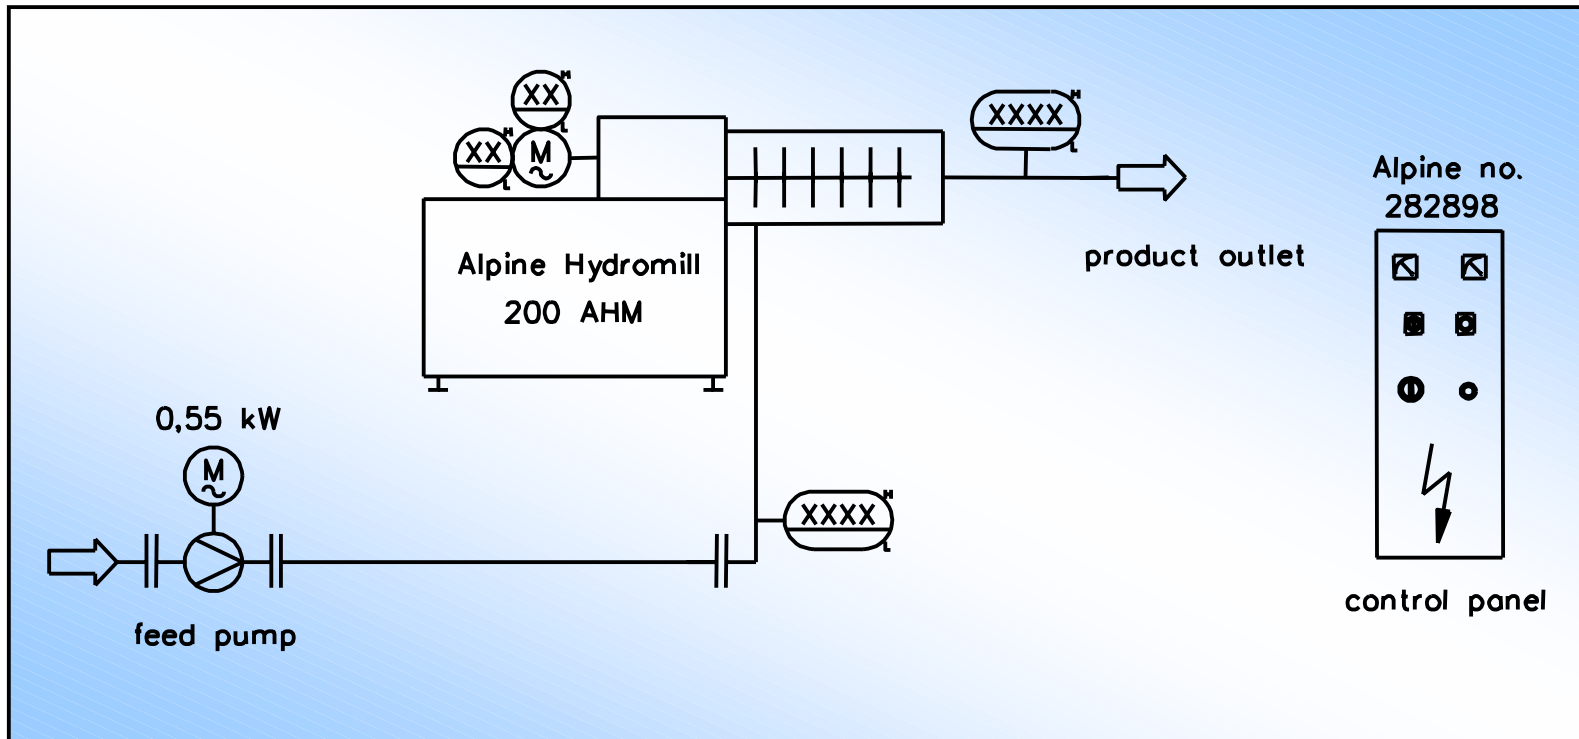 XX
H
L
XX
H
L
M
XXXX
H
L
Alpine no.
282898
product outlet
Alpine Hydromill
200 AHM
0,55 kW
M
XXXX
H
L
feed pump
control panel